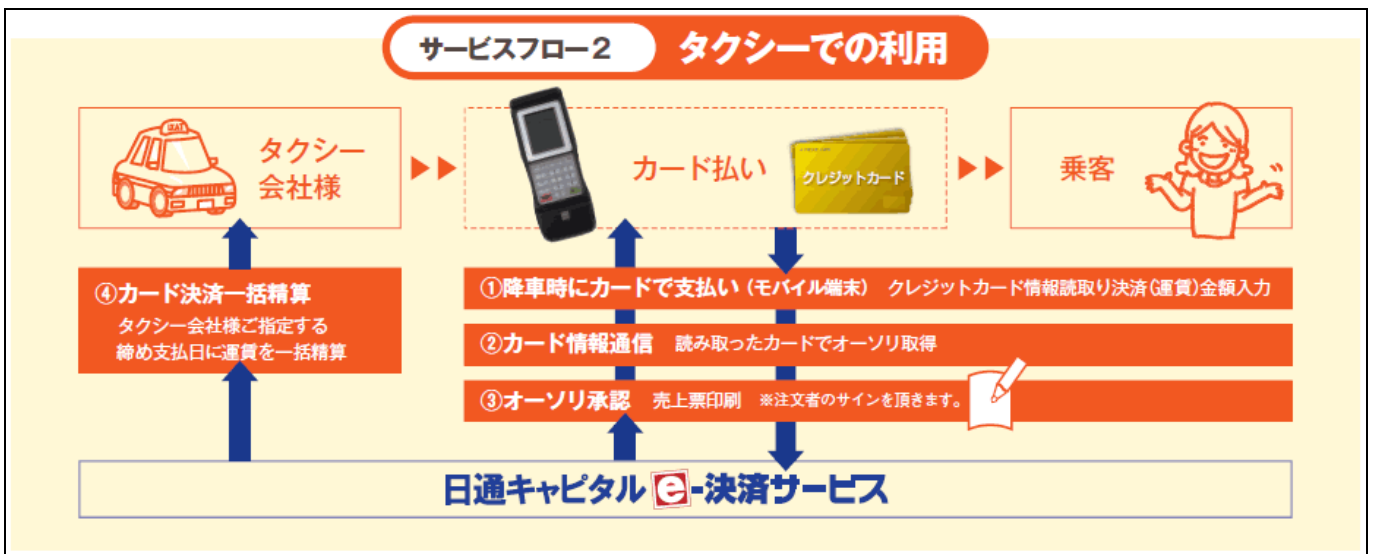 サービスフロー2 タクシーでの利用
タクシー
会社様
カード払い
クレジットカード
乗客
④カード決済一括精算
タクシー会社様ご指定する
締め支払日に運賃を一括精算
①降車時にカードで支払い(モバイル端末) クレジットカード情報読取り決済(運賃)金額入力
②カード情報通信 読み取ったカードでオーソリ取得
③オーソリ承認 売上票印刷 ※注文者のサインを頂きます。
日通キャピタル e-決済サービス